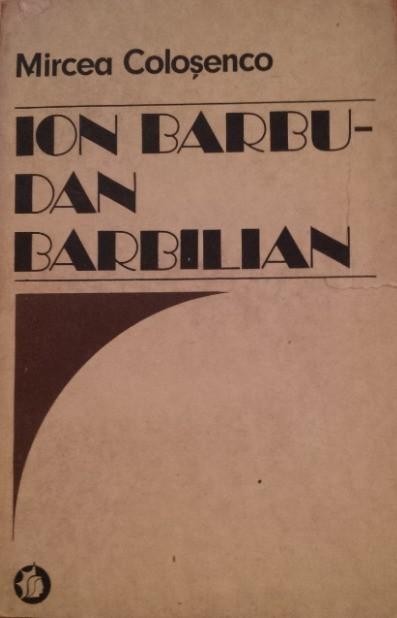 Mircea Coloșenco
ION BARBU-
DAN
BARBILIAN